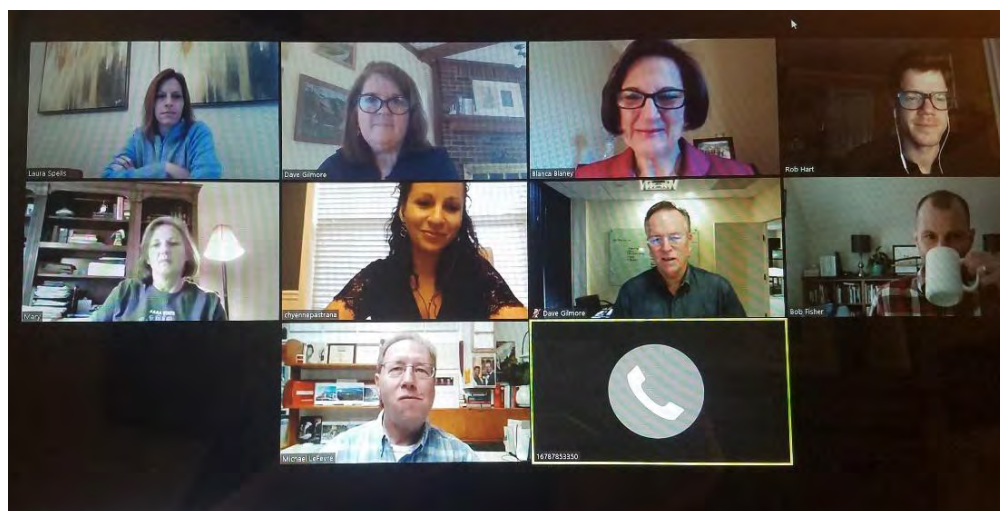 Laura Spells
Dave Gilmore
Blanca Blaney
Rob Hart
Mary
chyennepastrana
Dave Gilmore
Bob Fisher
Michael LeFevre
16787853350